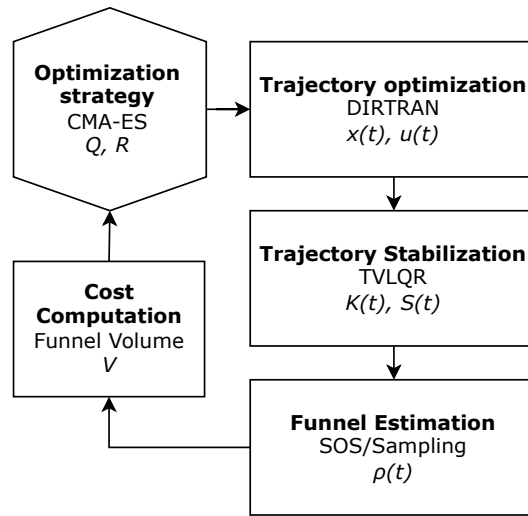 Optimization
strategy
CMA-ES
Q, R
Trajectory optimization
DIRTRAN
x(t), u(t)
Trajectory Stabilization
TVLQR
K(t), S(t)
Funnel Estimation
SOS/Sampling
ρ(t)
Cost
Computation
Funnel Volume
V